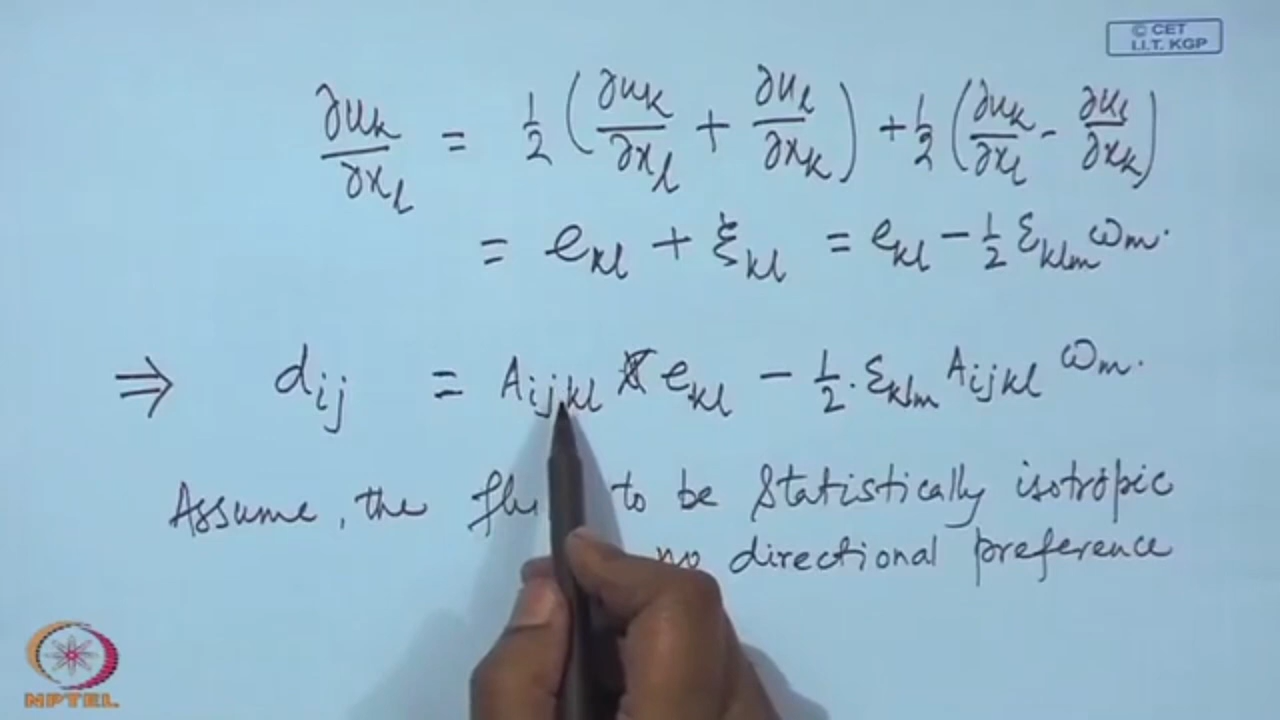 © CET
I.I.T. KGP
∂u_k/∂x_l = 1/2 (∂u_k/∂x_l + ∂u_l/∂x_k) + 1/2 (∂u_k/∂x_l - ∂u_l/∂x_k)
= e_kl + ξ_kl = e_kl - 1/2 ε_klm ω_m.
⇒ d_ij = A_ijkl e_kl - 1/2. ε_klm A_ijkl ω_m.
Assume, the to be statistically isotropic
no directional preference
NPTEL